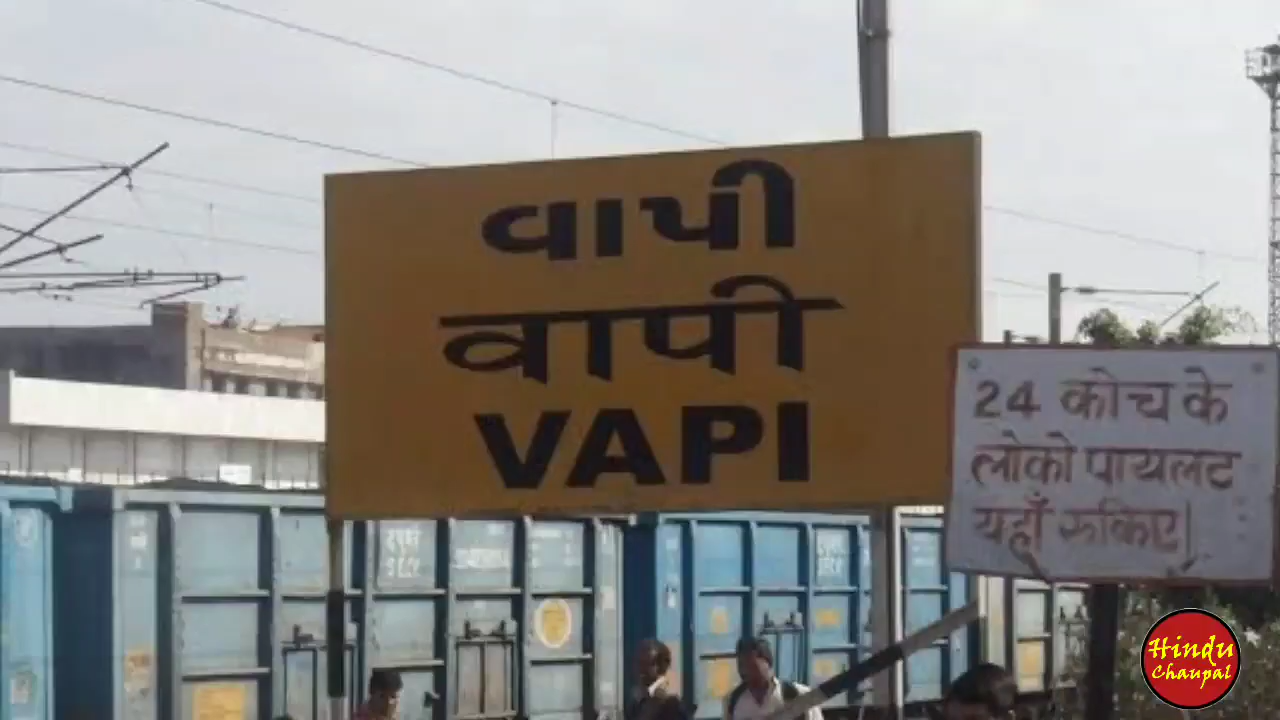 વાપી
वापी
VAPI
24 कोच के
लोको पायलट
यहाँ रुकिए|
Hindu
Chaupal